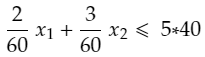 2/60 x₁ + 3/60 x₂ ⩽ 5*40